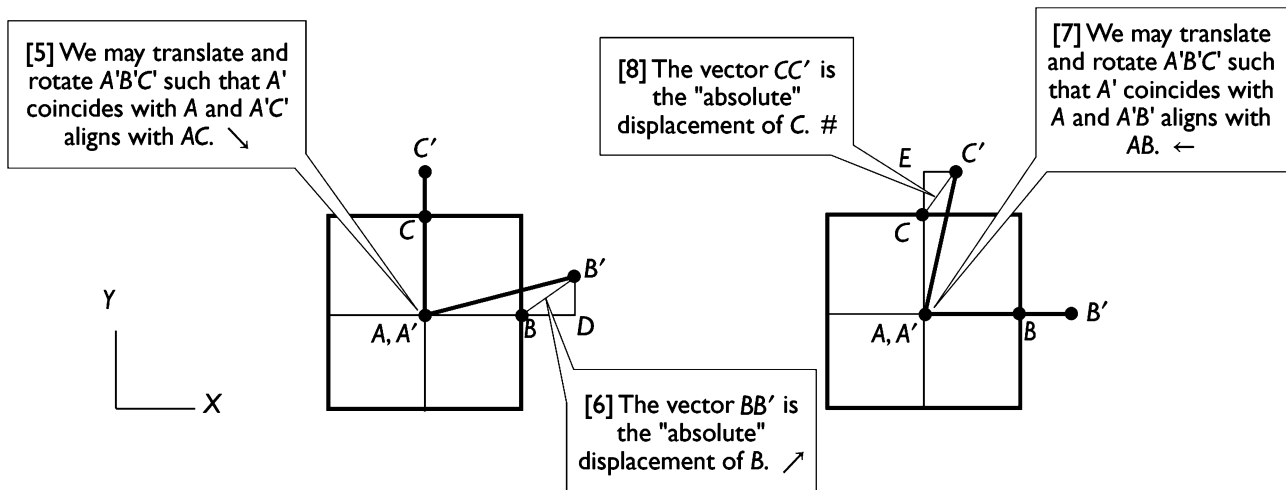 [5] We may translate and
rotate A'B'C' such that A'
coincides with A and A'C'
aligns with AC. ↘
C′
C
B′
A, A′
B
D
Y
X
[6] The vector BB′ is
the "absolute"
displacement of B. ↗
[8] The vector CC′ is
the "absolute"
displacement of C. #
[7] We may translate
and rotate A'B'C' such
that A' coincides with
A and A'B' aligns with
AB. ←
E
C′
C
A, A′
B
B′